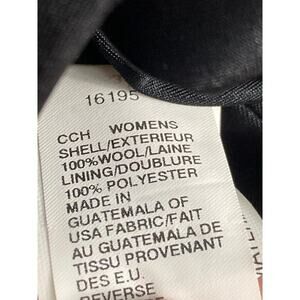 16195
CCH WOMENS
SHELL/EXTERIEUR
100%WOOL/LAINE
LINING/DOUBLURE
100% POLYESTER
MADE IN
GUATEMALA OF
USA FABRIC/FAIT
AU GUATEMALA DE
TISSU PROVENANT
DES E.U.
REVERSE